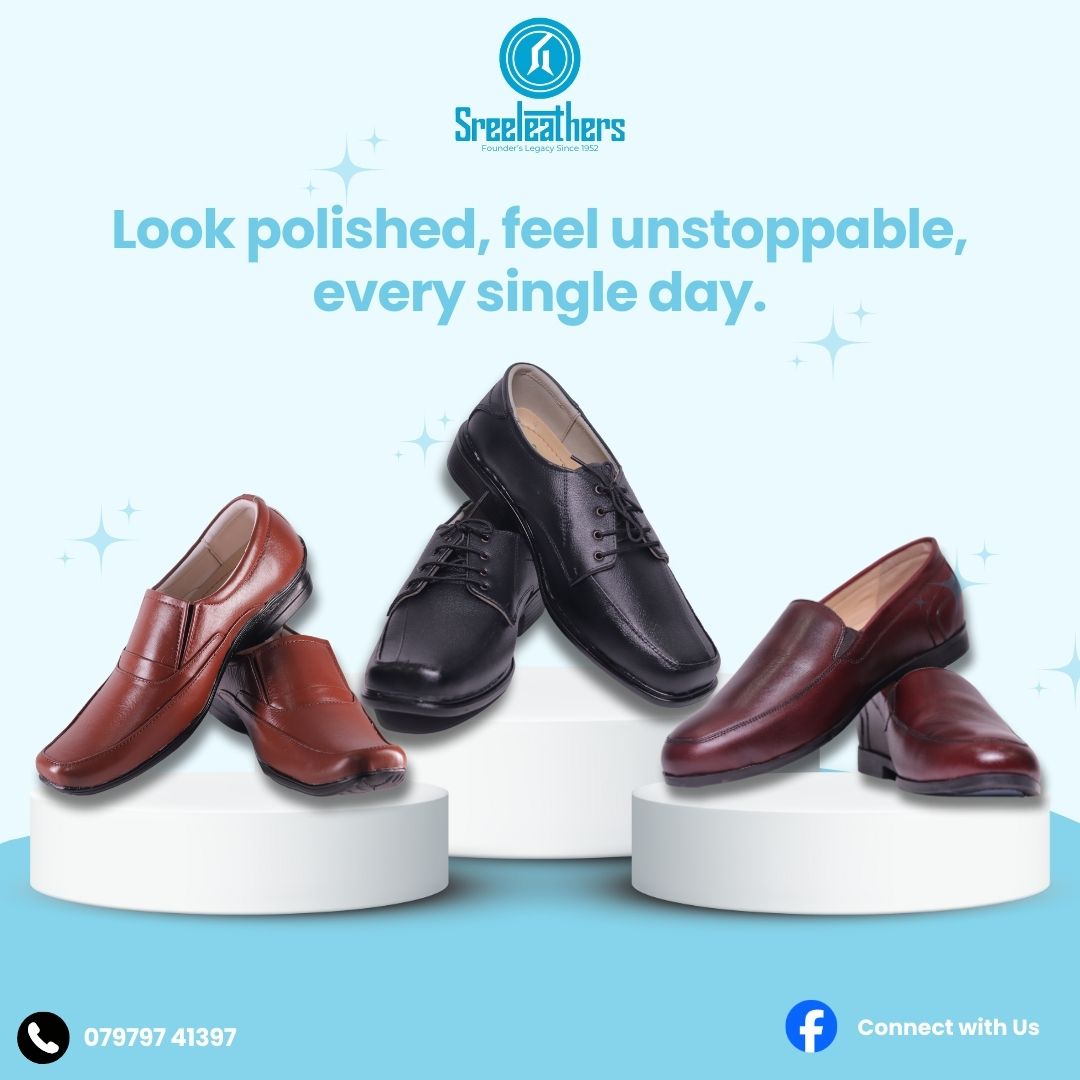 Sreeleathers
Founder's Legacy Since 1952
Look polished, feel unstoppable,
every single day.
079797 41397
Connect with Us